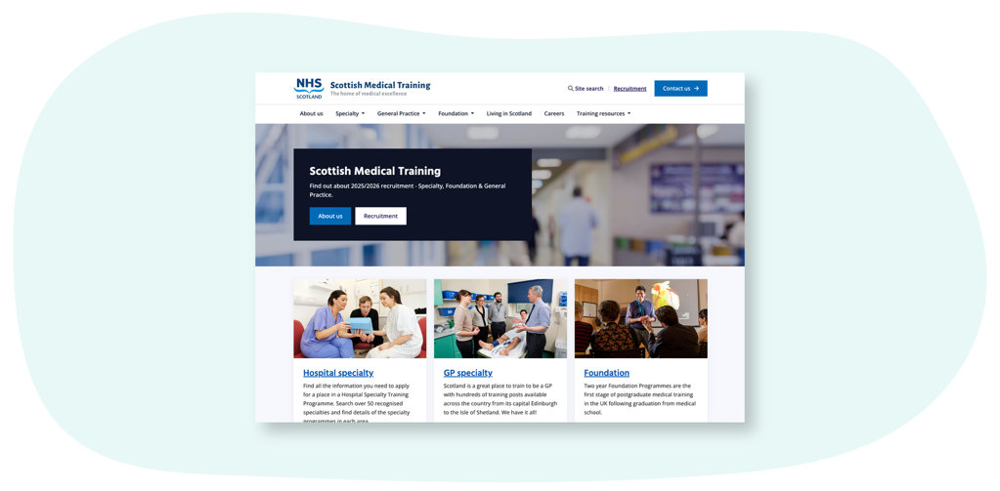 NHS
SCOTLAND
Scottish Medical Training
The home of medical excellence
Site search
Recruitment
Contact us →
About us
Specialty
General Practice
Foundation
Living in Scotland
Careers
Training resources
Scottish Medical Training
Find out about 2025/2026 recruitment - Specialty, Foundation & General
Practice.
About us
Recruitment
Hospital specialty
Find all the information you need to apply
for a place in a Hospital Specialty Training
Programme. Search over 50 recognised
specialties and find details of the specialty
programmes in each area.
GP specialty
Scotland is a great place to train to be a GP
with hundreds of training posts available
across the country from its capital Edinburgh
to the Isle of Shetland. We have it all!
Foundation
Two year Foundation Programmes are the
first stage of postgraduate medical training
in the UK following graduation from medical
school.